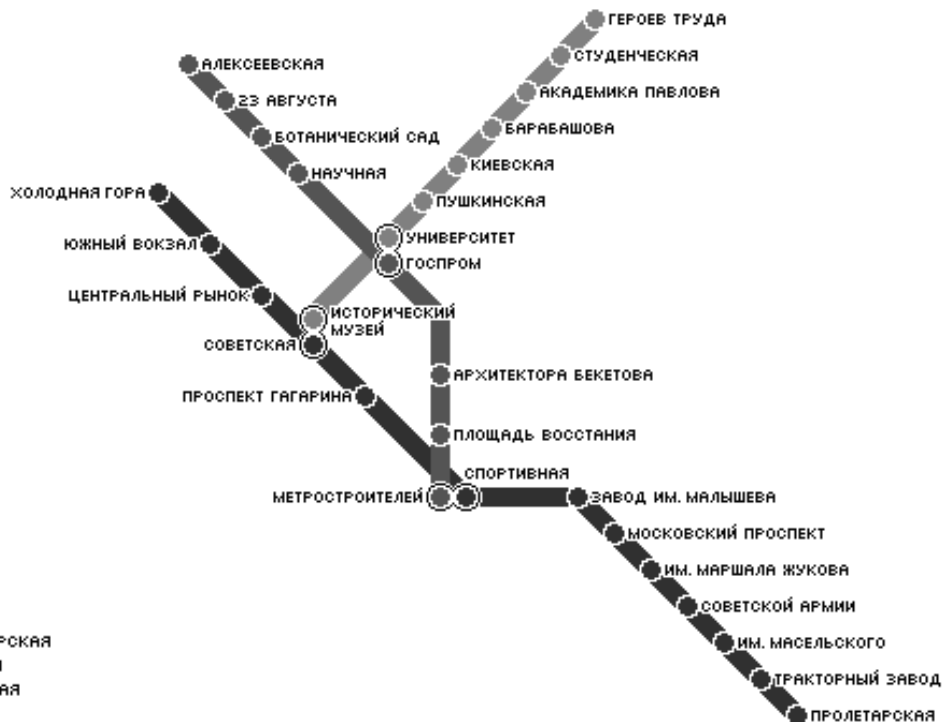 ГЕРОЕВ ТРУДА
СТУДЕНЧЕСКАЯ
АЛЕКСЕЕВСКАЯ
АКАДЕМИКА ПАВЛОВА
23 АВГУСТА
БАРАБАШОВА
БОТАНИЧЕСКИЙ САД
КИЕВСКАЯ
НАУЧНАЯ
ХОЛОДНАЯ ГОРА
ПУШКИНСКАЯ
УНИВЕРСИТЕТ
ЮЖНЫЙ ВОКЗАЛ
ГОСПРОМ
ЦЕНТРАЛЬНЫЙ РЫНОК
ИСТОРИЧЕСКИЙ
МУЗЕЙ
СОВЕТСКАЯ
АРХИТЕКТОРА БЕКЕТОВА
ПРОСПЕКТ ГАГАРИНА
ПЛОЩАДЬ ВОССТАНИЯ
СПОРТИВНАЯ
МЕТРОСТРОИТЕЛЕЙ
ЗАВОД ИМ. МАЛЫШЕВА
МОСКОВСКИЙ ПРОСПЕКТ
ИМ. МАРШАЛА ЖУКОВА
СОВЕТСКОЙ АРМИИ
РСКАЯ
ИМ. МАСЕЛЬСКОГО
ТРАКТОРНЫЙ ЗАВОД
АЯ
ПРОЛЕТАРСКАЯ